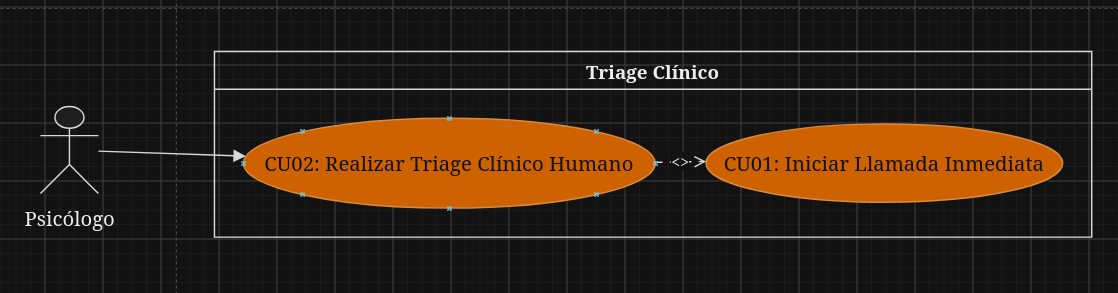 Triage Clínico
CU02: Realizar Triage Clínico Humano
<>
CU01: Iniciar Llamada Inmediata
Psicólogo